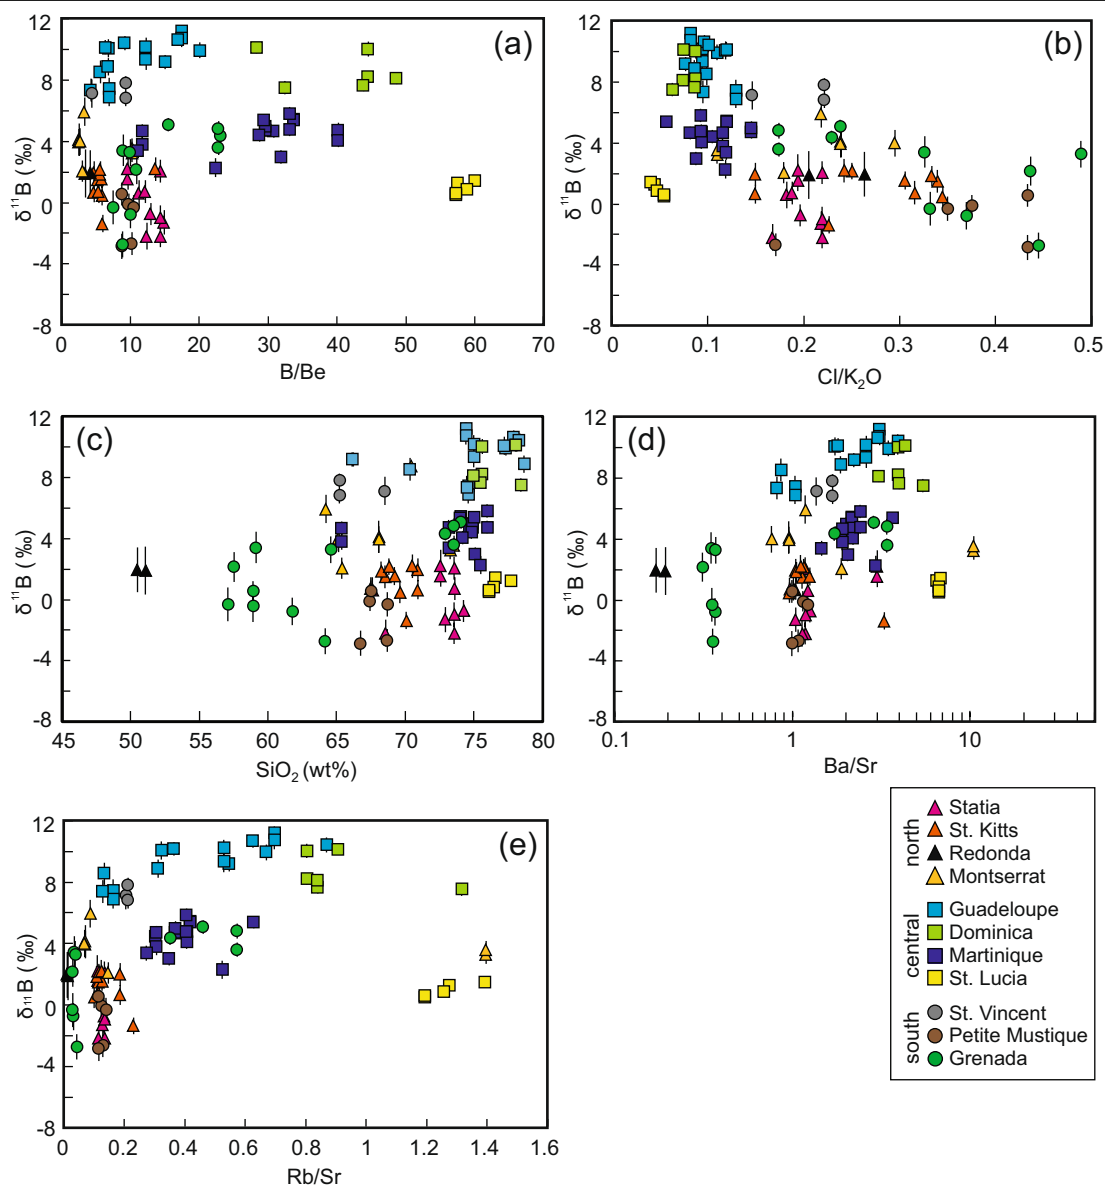 12
8
4
0
-4
-8
δ¹¹B (‰)
(a)
0 10 20 30 40 50 60 70
B/Be
12
8
4
0
-4
-8
δ¹¹B (‰)
(b)
0 0.1 0.2 0.3 0.4 0.5
Cl/K₂O
12
8
4
0
-4
-8
δ¹¹B (‰)
(c)
45 50 55 60 65 70 75 80
SiO₂ (wt%)
12
8
4
0
-4
-8
δ¹¹B (‰)
(d)
0.1 1 10
Ba/Sr
12
8
4
0
-4
-8
δ₁₁B (‰)
(e)
0 0.2 0.4 0.6 0.8 1 1.2 1.4 1.6
Rb/Sr
north
Statia
St. Kitts
Redonda
Montserrat
central
Guadeloupe
Dominica
Martinique
St. Lucia
south
St. Vincent
Petite Mustique
Grenada